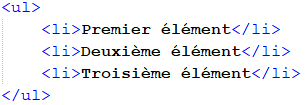 <ul>
    <li>Premier élément</li>
    <li>Deuxième élément</li>
    <li>Troisième élément</li>
</ul>